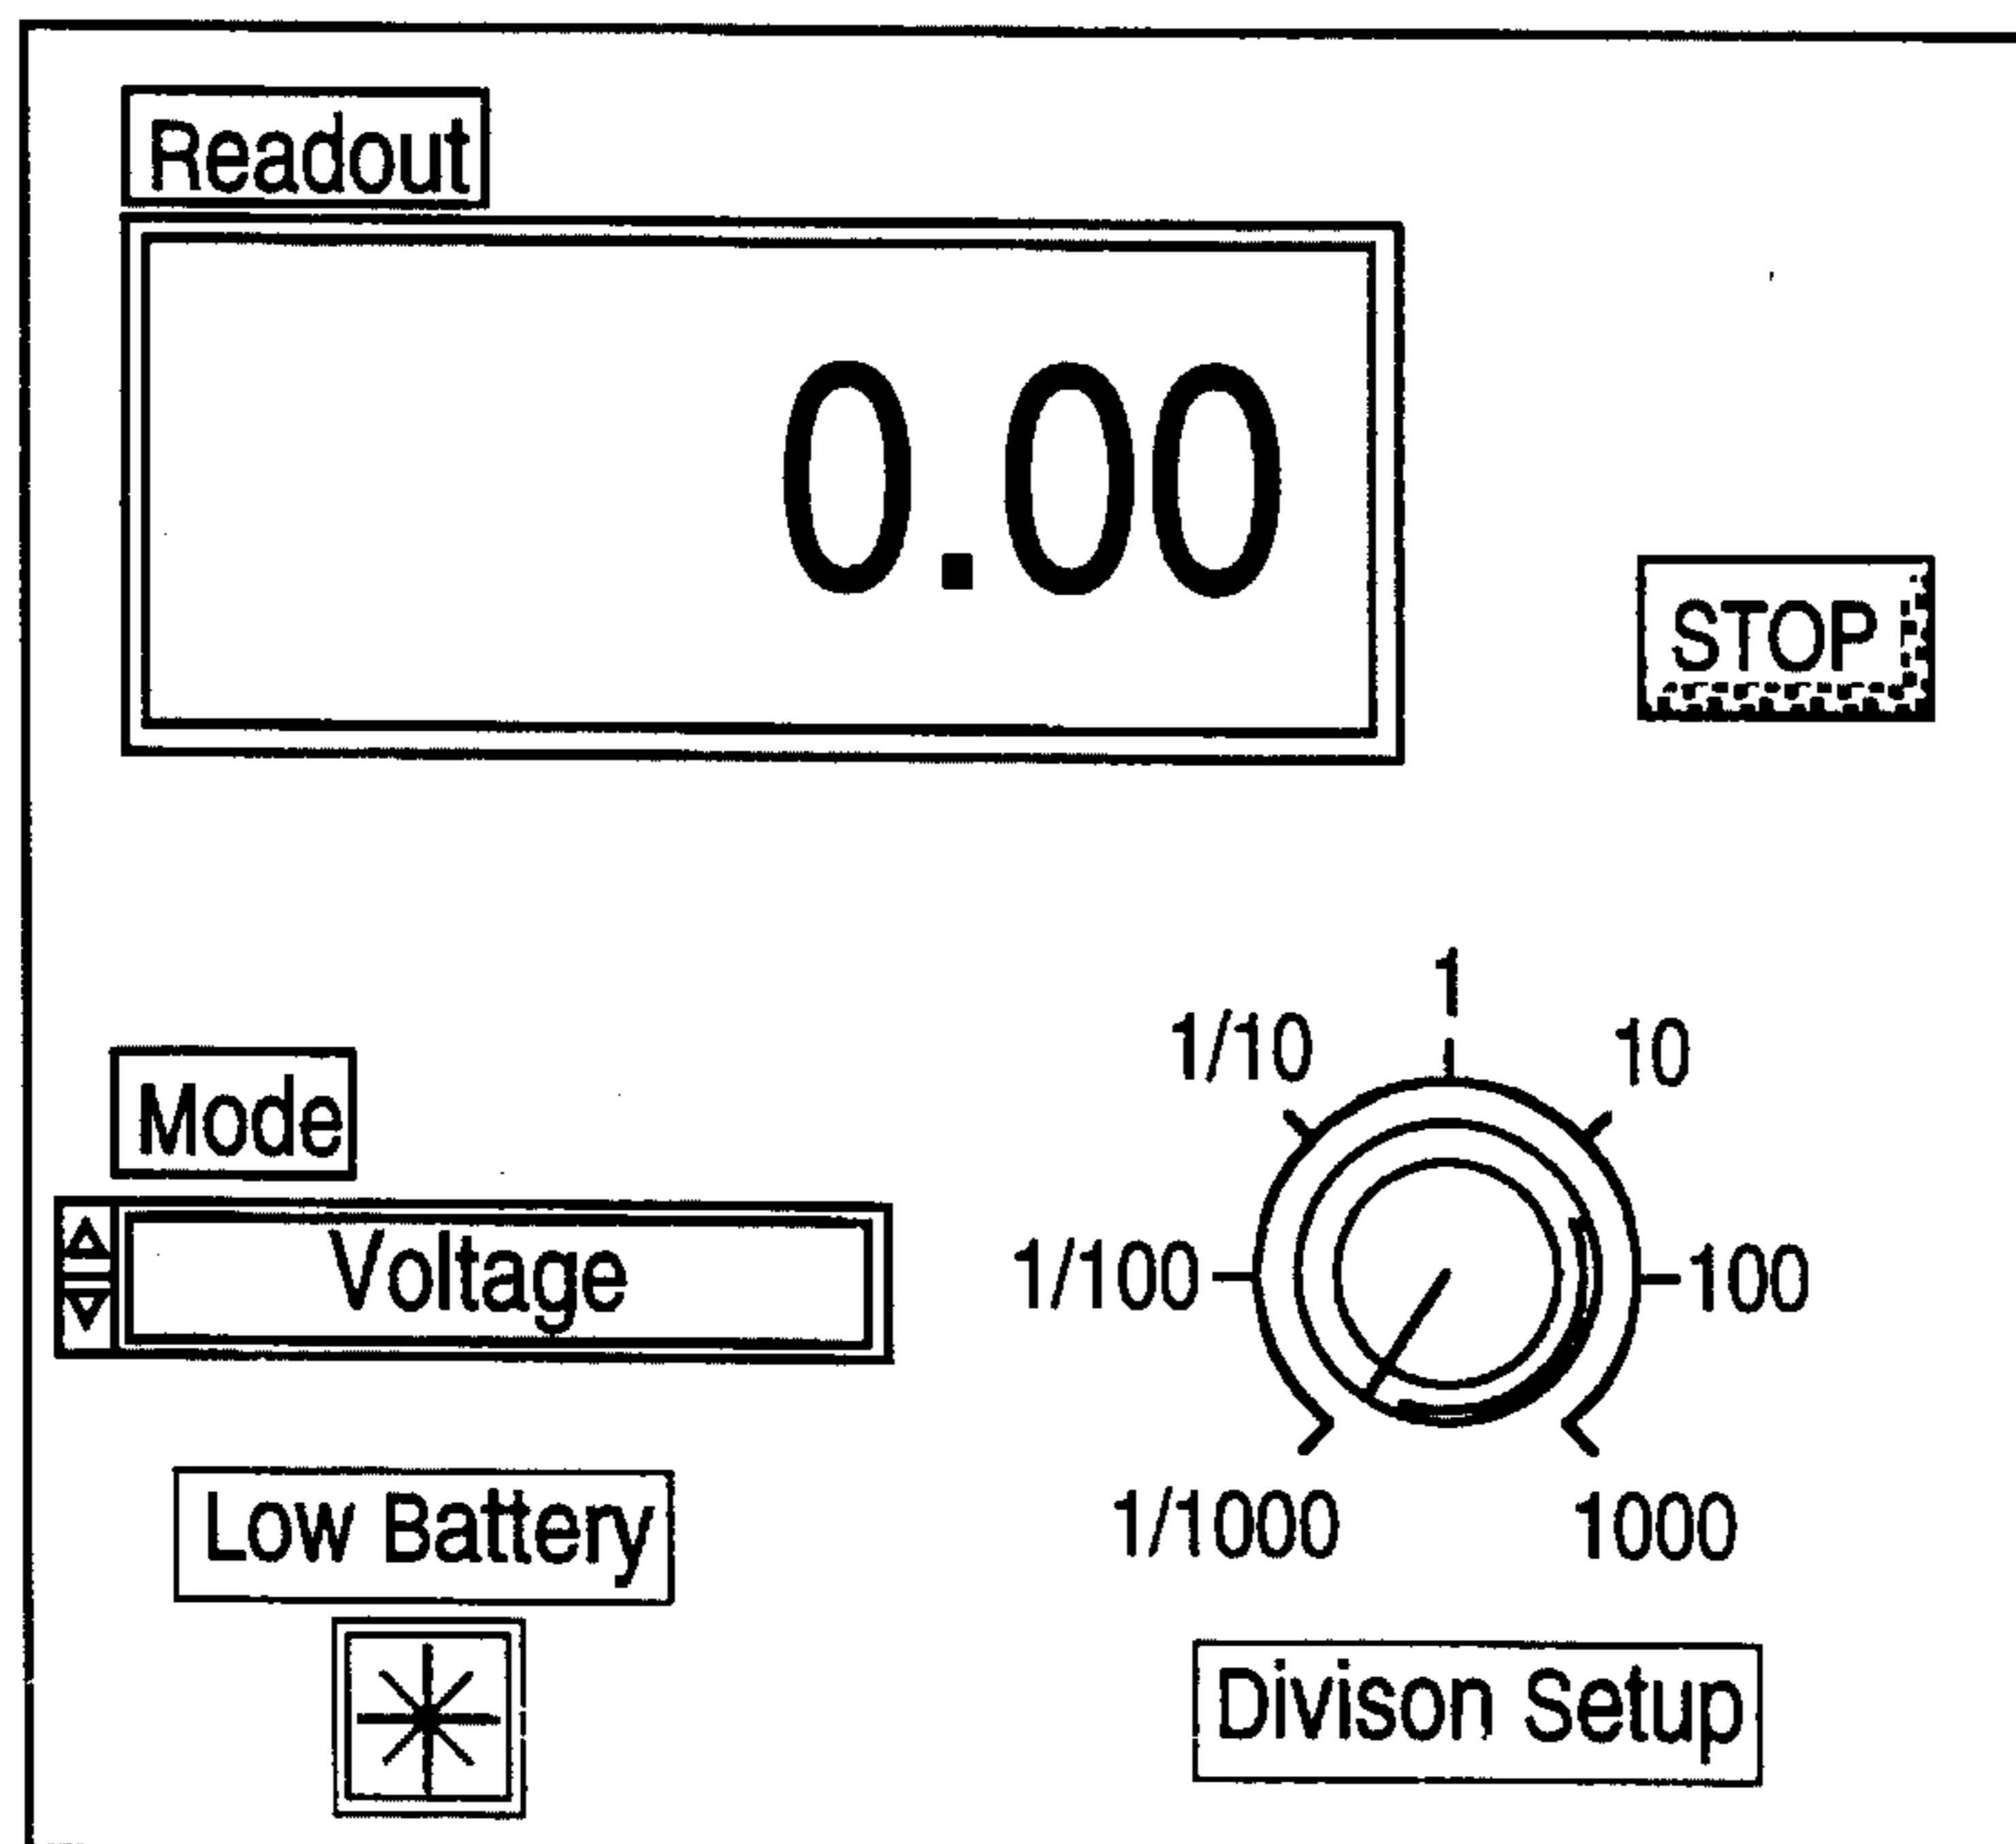 Readout
0.00
STOP
1
1/10
10
Mode
Voltage
1/100
100
Low Battery
1/1000
1000
Divison Setup